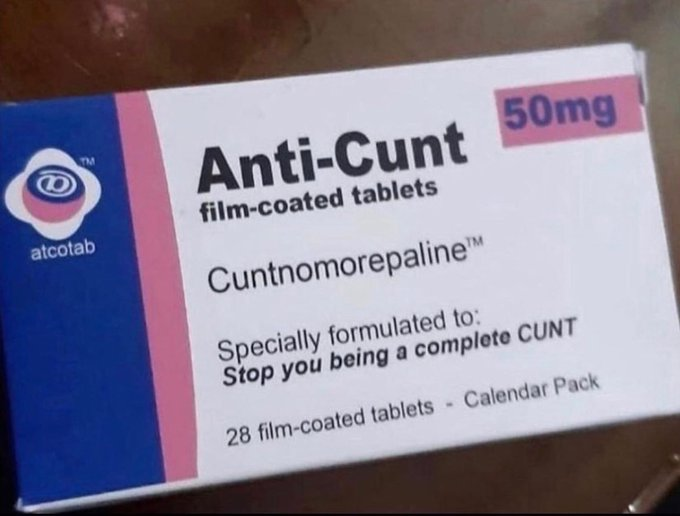 50mg
Anti-Cunt
film-coated tablets
Cuntnomorepaline™
Specially formulated to:
Stop you being a complete CUNT
28 film-coated tablets - Calendar Pack
TM
atcotab